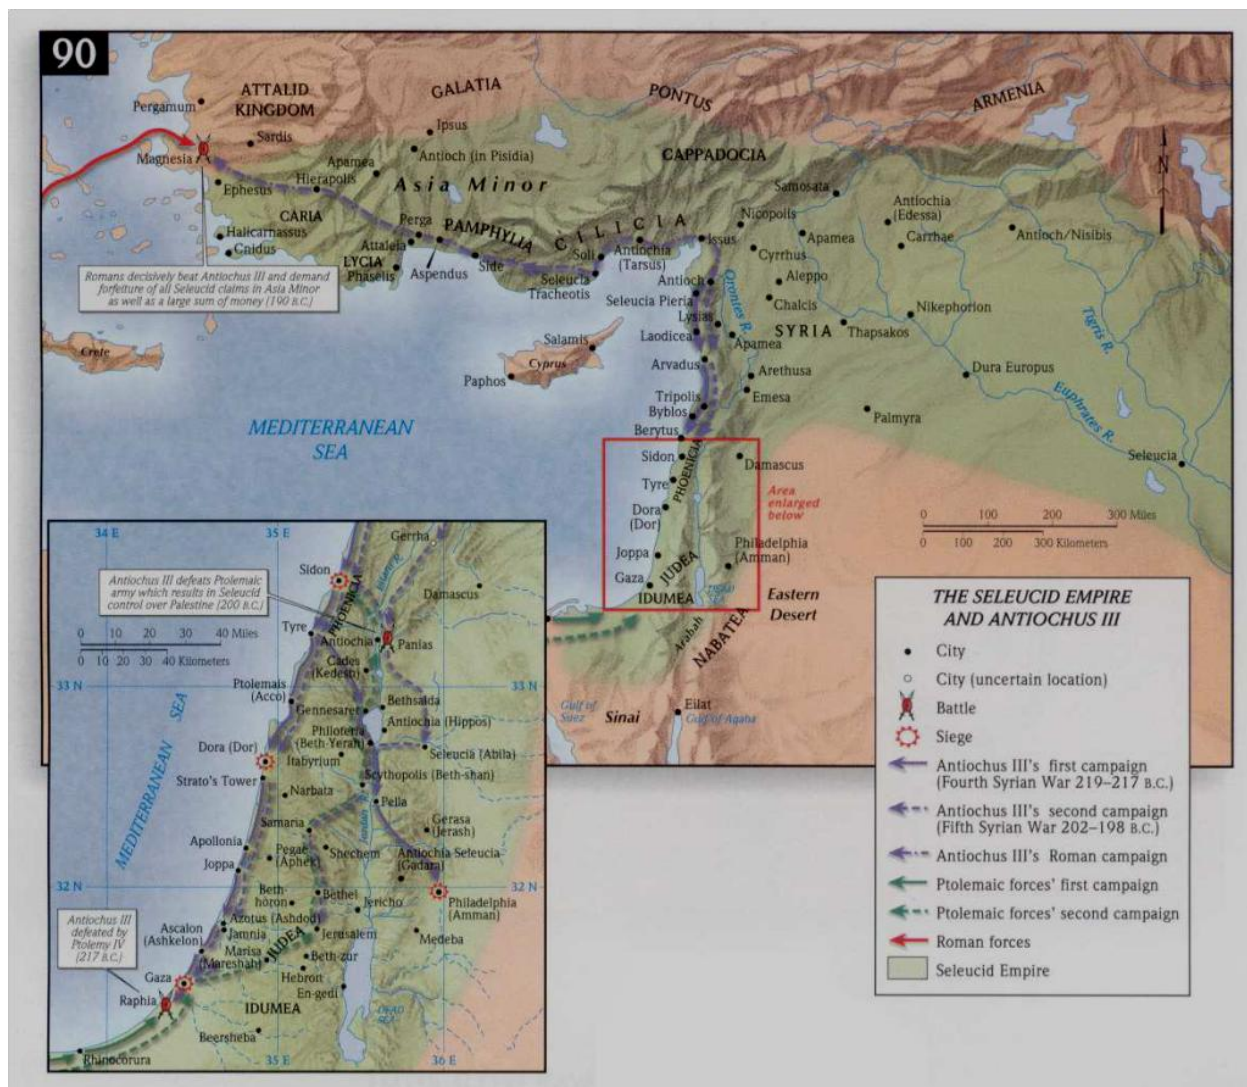 90
ATTALID
KINGDOM
GALATIA
PONTUS
ARMENIA
Pergamum
Sardis
Ipsus
Magnesia
Apamea
Antioch (in Pisidia)
CAPPADOCIA
Hierapolis
Ephesus
Asia Minor
Samosata
Antiochia
(Edessa)
Nicopolis
CARIA
Perga
PAMPHYLIA
CILICIA
Halicarnassus
Cnidus
Attaleia
LYCIA
Phaselis
Aspendus
Side
Soli
Antiochia
(Tarsus)
Issus
Apamea
Carrhae
Antioch/Nisibis
Cyrrhus
Seleucia
Tracheotis
Antioch
Aleppo
Seleucia Pieria
Orontes R.
Chalcis
Nikephorion
Tigris R.
Lysias
SYRIA
Thapsakos
Laodicea
Apamea
Romans decisively beat Antiochus III and demand
forfeiture of all Seleucid claims in Asia Minor
as well as a large sum of money (190 B.C.)
Crete
Salamis
Cyprus
Paphos
Arvadus
Arethusa
Dura Europus
Tripolis
Emesa
Byblos
Palmyra
Euphrates R.
Berytus
MEDITERRANEAN
SEA
Seleucia
Sidon
PHOENICIA
Damascus
Tyre
Area
enlarged
below
Dora
(Dor)
0 100 200 300 Miles
0 100 200 300 Kilometers
Joppa
JUDEA
Philadelphia
(Amman)
Gaza
IDUMEA
Eastern
Desert
Arabah
NABATEA
Gulf of
Suez
Sinai
Eilat
Gulf of Aqaba
34 E
35 E
Gerrha
Sidon
Antiochus III defeats Ptolemaic
army which results in Seleucid
control over Palestine (200 B.C.)
PHOENICIA
Damascus
0 10 20 30 40 Miles
0 10 20 30 40 Kilometers
Tyre
Antiochia
Panias
Cades
(Kedesh)
33 N
33 N
Ptolemais
(Acco)
Bethsaida
Gennesaret
Antiochia (Hippos)
MEDITERRANEAN SEA
Philoteria
(Beth-Yerah)
Dora (Dor)
Itabyrium
Seleucia (Abila)
Strato's Tower
Scythopolis (Beth-shan)
Narbata
Pella
Jordan R.
Samaria
Gerasa
(Jerash)
Apollonia
Pegae
(Aphek)
Shechem
Antiochia Seleucia
(Gadara)
Joppa
32 N
32 N
Beth-
horon
Bethel
Jericho
Philadelphia
(Amman)
Antiochus III
defeated by
Ptolemy IV
(217 B.C.)
Azotus (Ashdod)
Ascalon
(Ashkelon)
Jamnia
JUDEA
Jerusalem
Medeba
Marisa
(Mareshah)
Beth-zur
Gaza
Hebron
En-gedi
Raphia
IDUMEA
DEAD
SEA
Beersheba
Rhinocorura
35 E
36 E
THE SELEUCID EMPIRE
AND ANTIOCHUS III
City
City (uncertain location)
Battle
Siege
Antiochus III's first campaign
(Fourth Syrian War 219–217 B.C.)
Antiochus III's second campaign
(Fifth Syrian War 202–198 B.C.)
Antiochus III's Roman campaign
Ptolemaic forces' first campaign
Ptolemaic forces' second campaign
Roman forces
Seleucid Empire
N